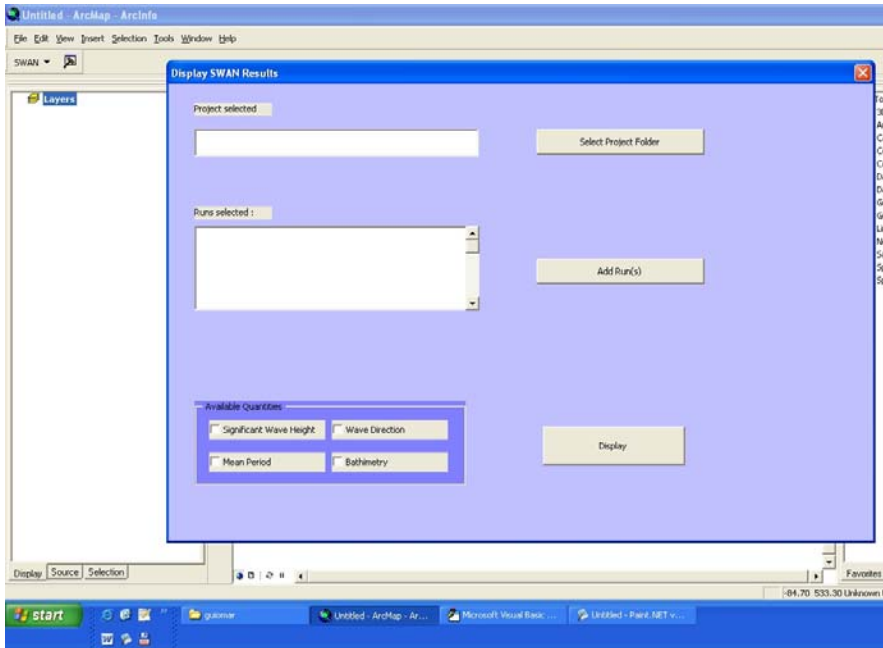 Untitled - ArcMap - ArcInfo
File Edit View Insert Selection Tools Window Help
SWAN
Display SWAN Results
Layers
Project selected
Select Project Folder
Runs selected :
Add Run(s)
Available Quantities
Significant Wave Height
Wave Direction
Mean Period
Bathimetry
Display
Display Source Selection
Favorites
-84.70 533.30 Unknown
start
guiomar
Untitled - ArcMap - Ar...
Microsoft Visual Basic ...
Untitled - Paint.NET v...